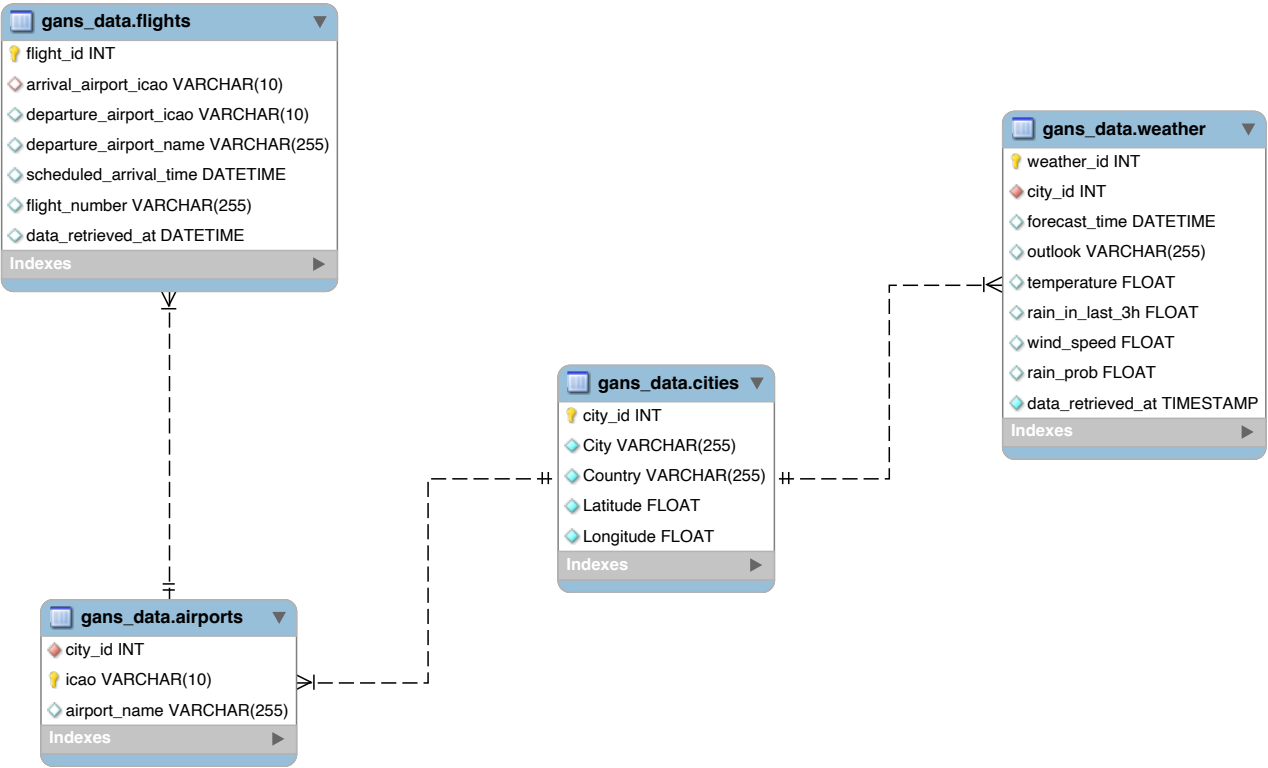 gans_data.flights
flight_id INT
arrival_airport_icao VARCHAR(10)
departure_airport_icao VARCHAR(10)
departure_airport_name VARCHAR(255)
scheduled_arrival_time DATETIME
flight_number VARCHAR(255)
data_retrieved_at DATETIME
Indexes
gans_data.weather
weather_id INT
city_id INT
forecast_time DATETIME
outlook VARCHAR(255)
temperature FLOAT
rain_in_last_3h FLOAT
wind_speed FLOAT
rain_prob FLOAT
data_retrieved_at TIMESTAMP
Indexes
gans_data.cities
city_id INT
City VARCHAR(255)
Country VARCHAR(255)
Latitude FLOAT
Longitude FLOAT
Indexes
gans_data.airports
city_id INT
icao VARCHAR(10)
airport_name VARCHAR(255)
Indexes